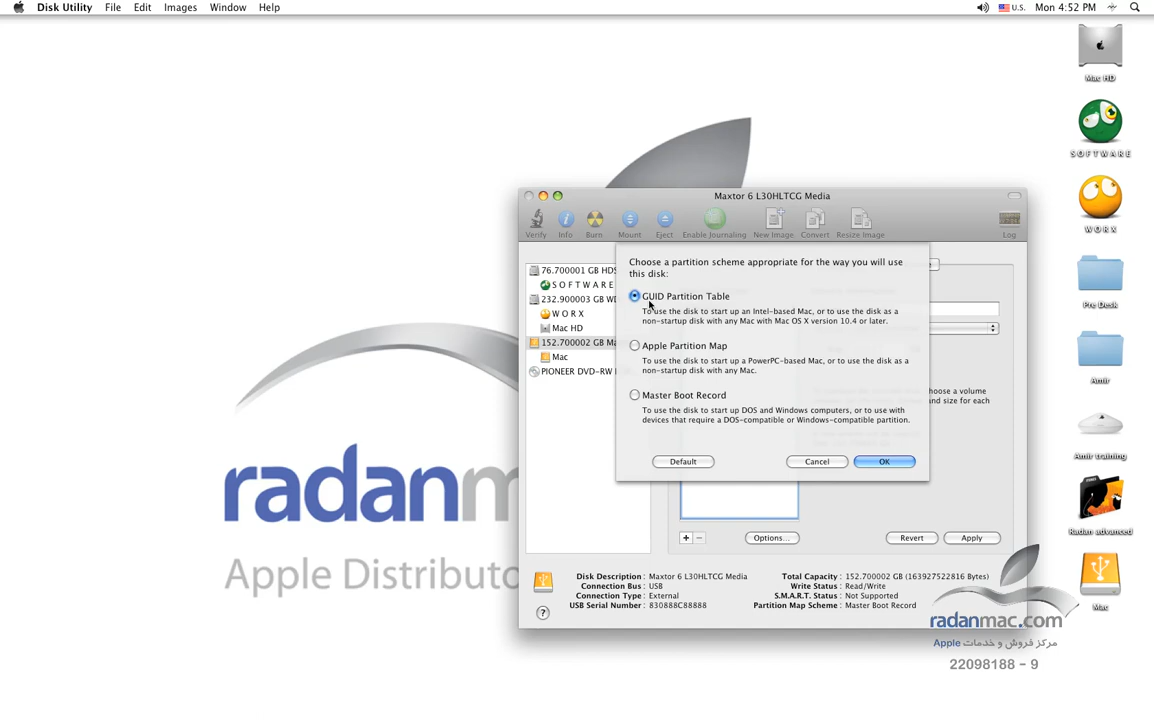 Disk Utility File Edit Images Window Help
U.S. Mon 4:52 PM
Mac HD
S O F T W A R E
W O R X
Pre Desk
Amir
Amir training
Radan advanced
Mac
radanm
Apple Distributo
Maxtor 6 L30HLTCG Media
Verify Info Burn Mount Eject Enable Journaling New Image Convert Resize Image Log
76.700001 GB HDS
S O F T W A R E
232.900003 GB W
W O R X
Mac HD
152.700002 GB Ma
Mac
PIONEER DVD-RW
Choose a partition scheme appropriate for the way you will use
this disk:
GUID Partition Table
To use the disk to start up an Intel-based Mac, or to use the disk as a
non-startup disk with any Mac with Mac OS X version 10.4 or later.
Apple Partition Map
To use the disk to start up a PowerPC-based Mac, or to use the disk as a
non-startup disk with any Mac.
Master Boot Record
To use the disk to start up DOS and Windows computers, or to use with
devices that require a DOS-compatible or Windows-compatible partition.
Default Cancel OK
hoose a volume
and size for each
+ − Options... Revert Apply
Disk Description : Maxtor 6 L30HLTCG Media
Connection Bus : USB
Connection Type : External
USB Serial Number : 830888C88888
Total Capacity : 152.700002 GB (163927522816 Bytes)
Write Status : Read/Write
S.M.A.R.T. Status : Not Supported
Partition Map Scheme : Master Boot Record
?
radanmac.com
مرکز فروش و خدمات Apple
22098188 - 9